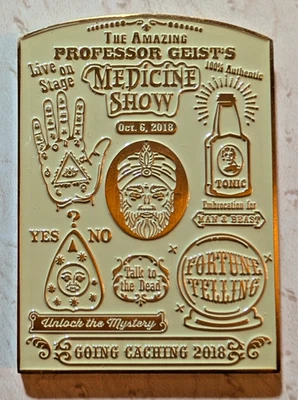 The Amazing
Professor Geist's
Live on
Stage
Medicine
Show
100% Authentic
Oct. 6, 2018
TONIC
Embrocation for
Man & Beast
?
YES NO
Talk to
the Dead
FORTUNE
TELLING
Unlock the Mystery
GOING CACHING 2018